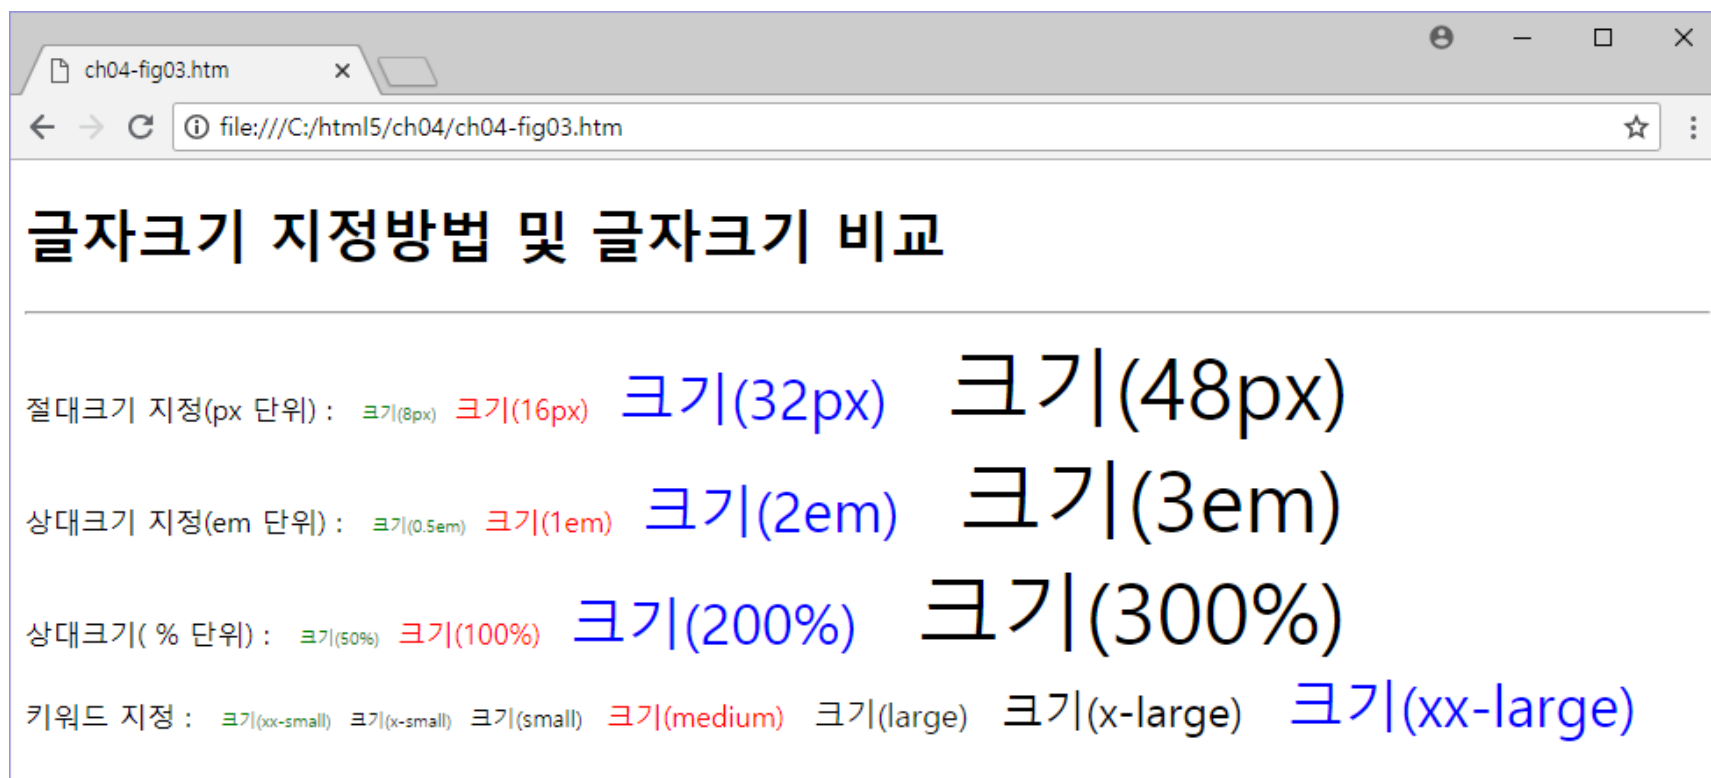 ch04-fig03.htm
file:///C:/html5/ch04/ch04-fig03.htm
글자크기 지정방법 및 글자크기 비교
절대크기 지정(px 단위) : 크기(8px) 크기(16px) 크기(32px) 크기(48px)
상대크기 지정(em 단위) : 크기(0.5em) 크기(1em) 크기(2em) 크기(3em)
상대크기( % 단위) : 크기(50%) 크기(100%) 크기(200%) 크기(300%)
키워드 지정 : 크기(xx-small) 크기(x-small) 크기(small) 크기(medium) 크기(large) 크기(x-large) 크기(xx-large)